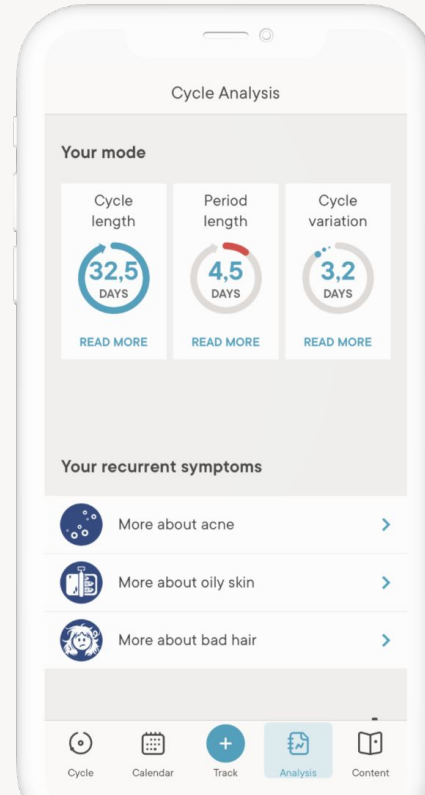 Cycle Analysis
Your mode
Cycle
length
32,5
DAYS
READ MORE
Period
length
4,5
DAYS
READ MORE
Cycle
variation
3,2
DAYS
READ MORE
Your recurrent symptoms
More about acne
More about oily skin
More about bad hair
Cycle
Calendar
Track
Analysis
Content